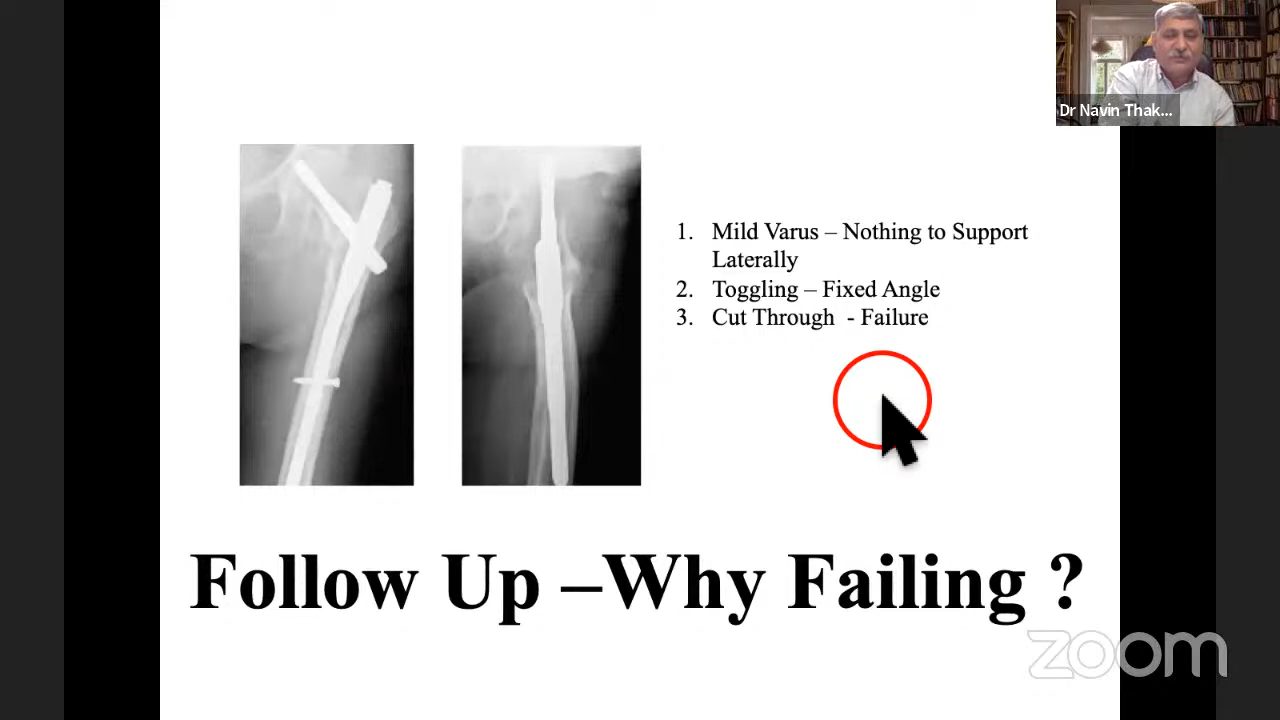 Dr Navin Thak...
1. Mild Varus – Nothing to Support
Laterally
2. Toggling – Fixed Angle
3. Cut Through - Failure
Follow Up –Why Failing ?
zoom